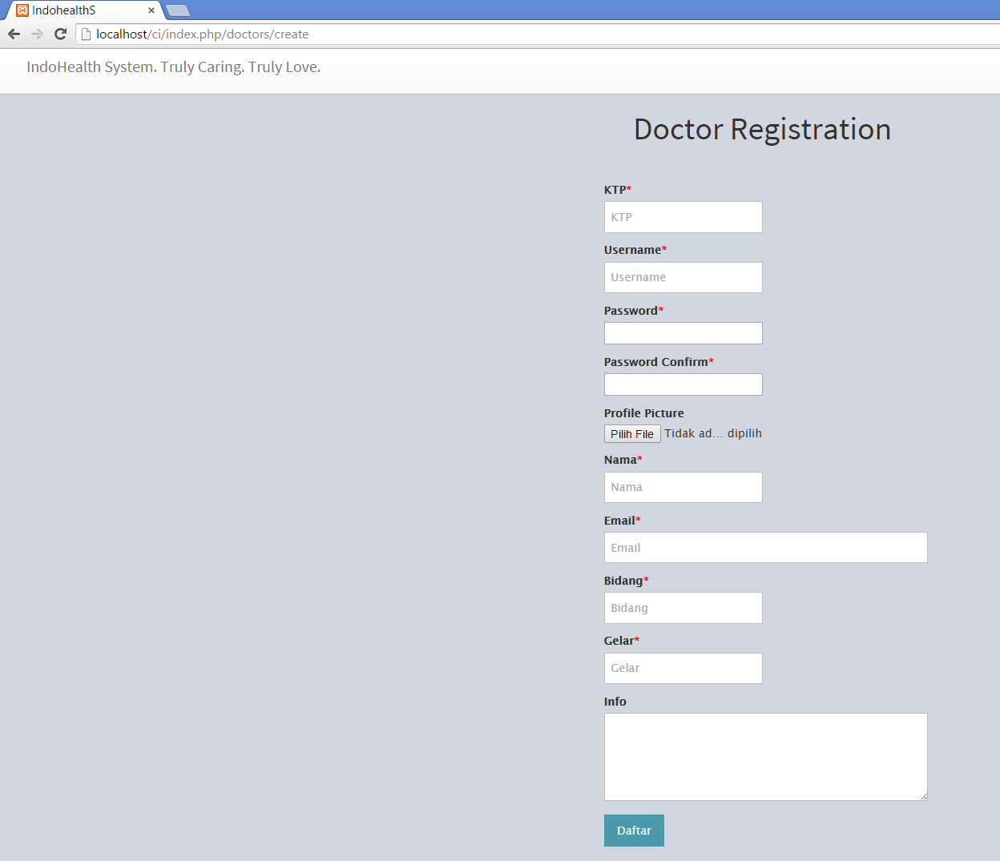 IndohealthS
localhost/ci/index.php/doctors/create
IndoHealth System. Truly Caring. Truly Love.
Doctor Registration
KTP*
KTP
Username*
Username
Password*
Password Confirm*
Profile Picture
Pilih File Tidak ad... dipilih
Nama*
Nama
Email*
Email
Bidang*
Bidang
Gelar*
Gelar
Info
Daftar